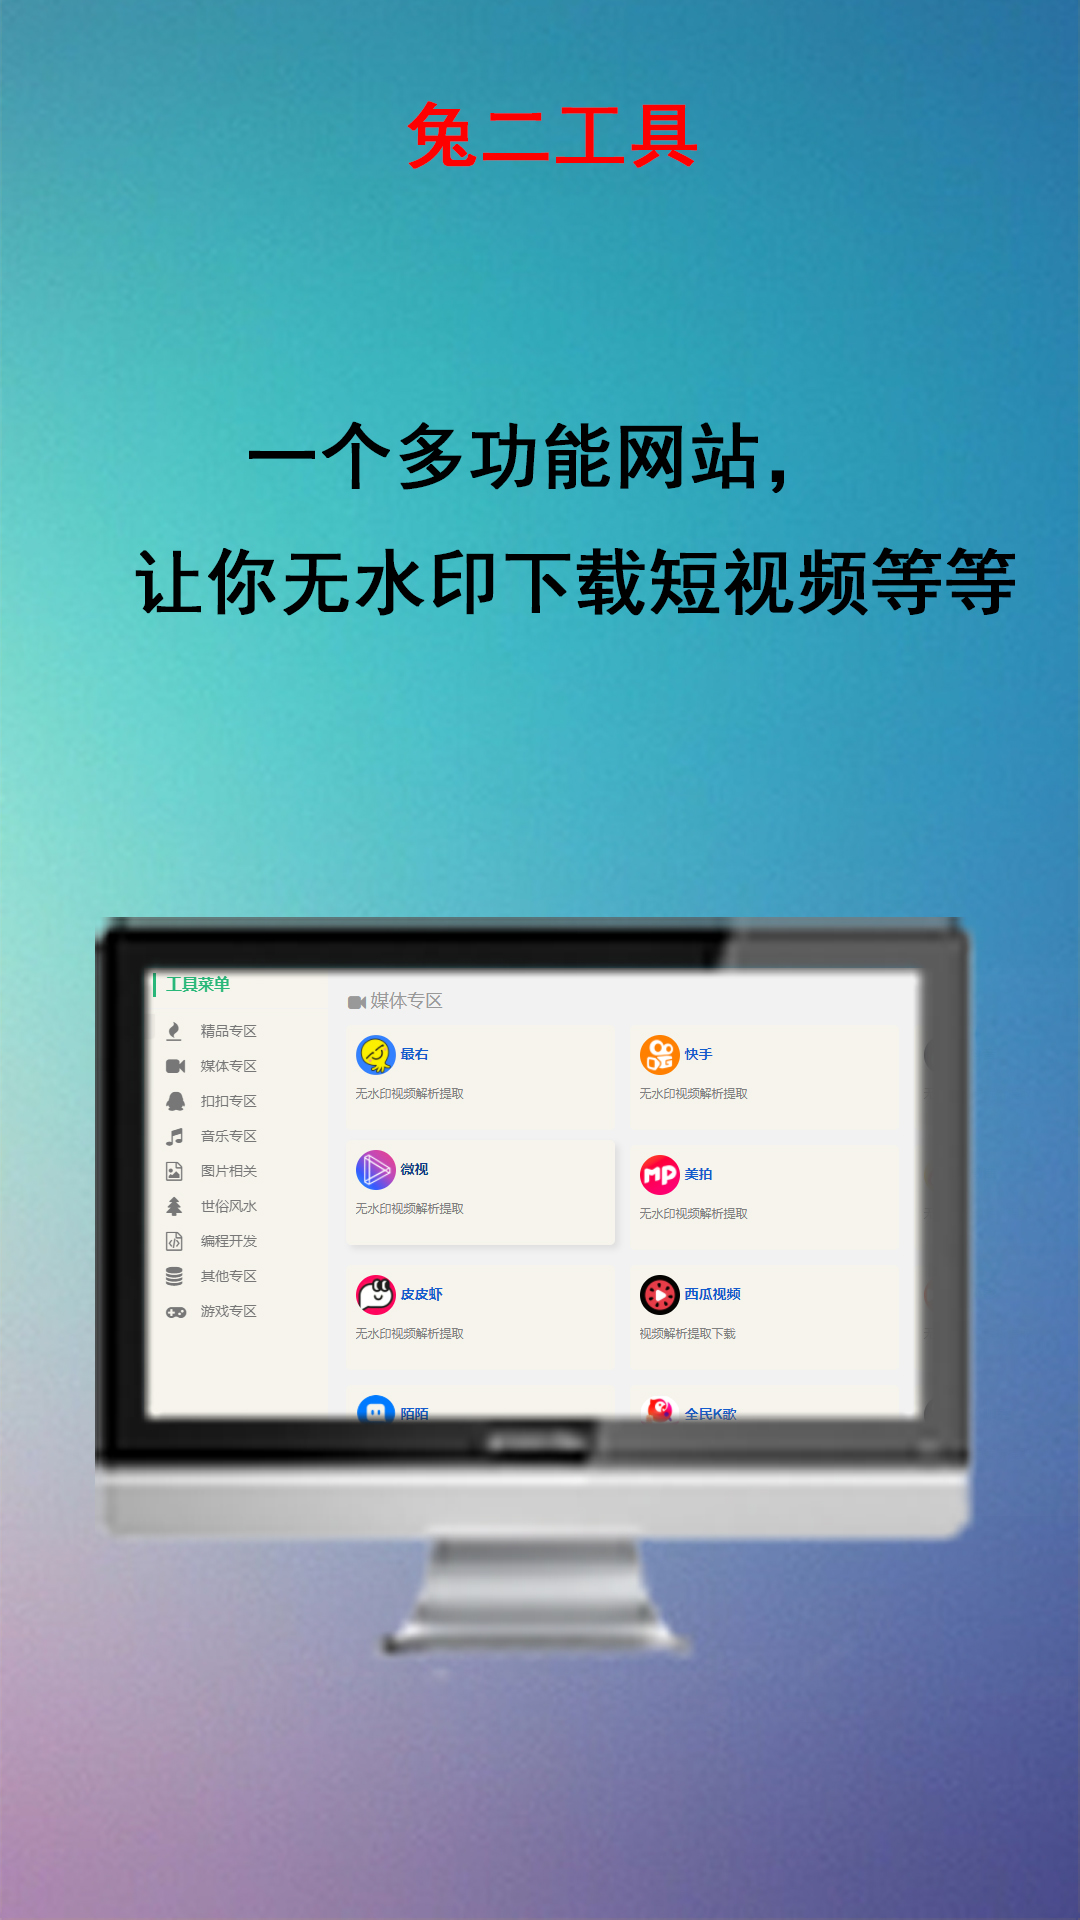 兔二工具
一个多功能网站，
让你无水印下载短视频等等
工具菜单
精品专区
媒体专区
扣扣专区
音乐专区
图片相关
世俗风水
编程开发
其他专区
游戏专区
媒体专区
最右
无水印视频解析提取
快手
无水印视频解析提取
微视
无水印视频解析提取
MP
美拍
无水印视频解析提取
皮皮虾
无水印视频解析提取
西瓜视频
视频解析提取下载
陌陌
全民K歌